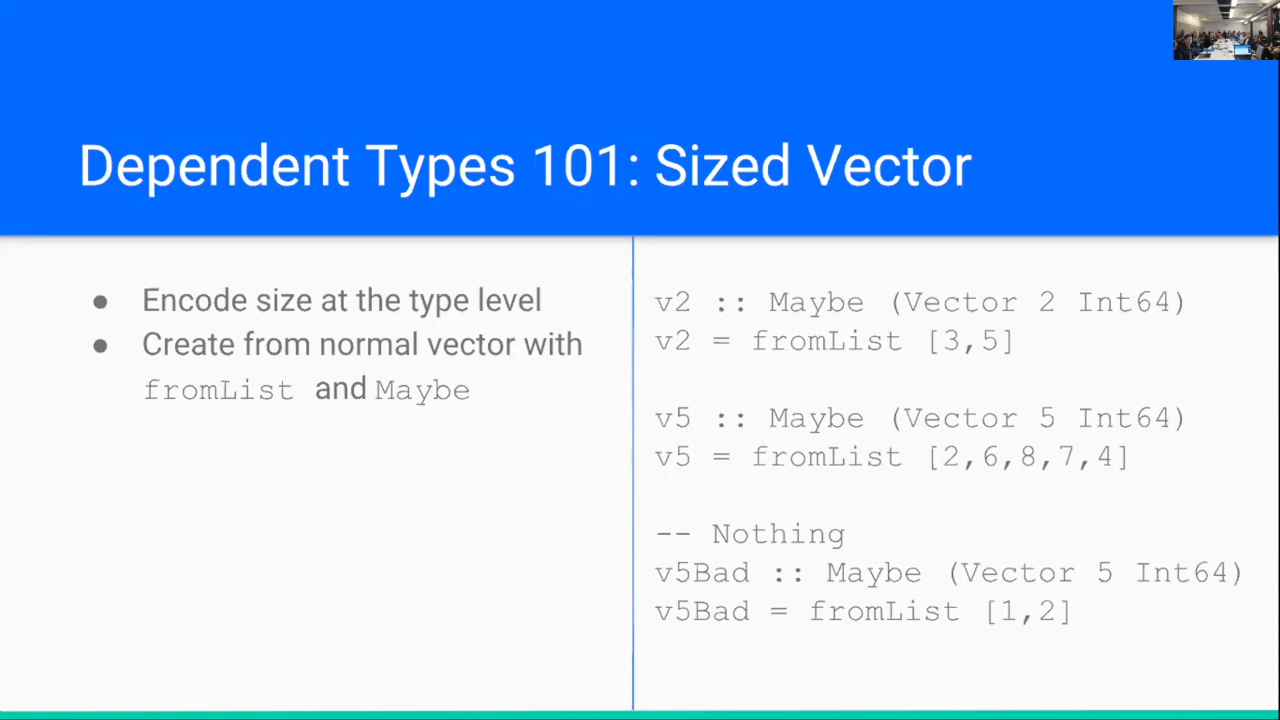 Dependent Types 101: Sized Vector
● Encode size at the type level
● Create from normal vector with
fromList and Maybe
v2 :: Maybe (Vector 2 Int64)
v2 = fromList [3,5]
v5 :: Maybe (Vector 5 Int64)
v5 = fromList [2,6,8,7,4]
-- Nothing
v5Bad :: Maybe (Vector 5 Int64)
v5Bad = fromList [1,2]